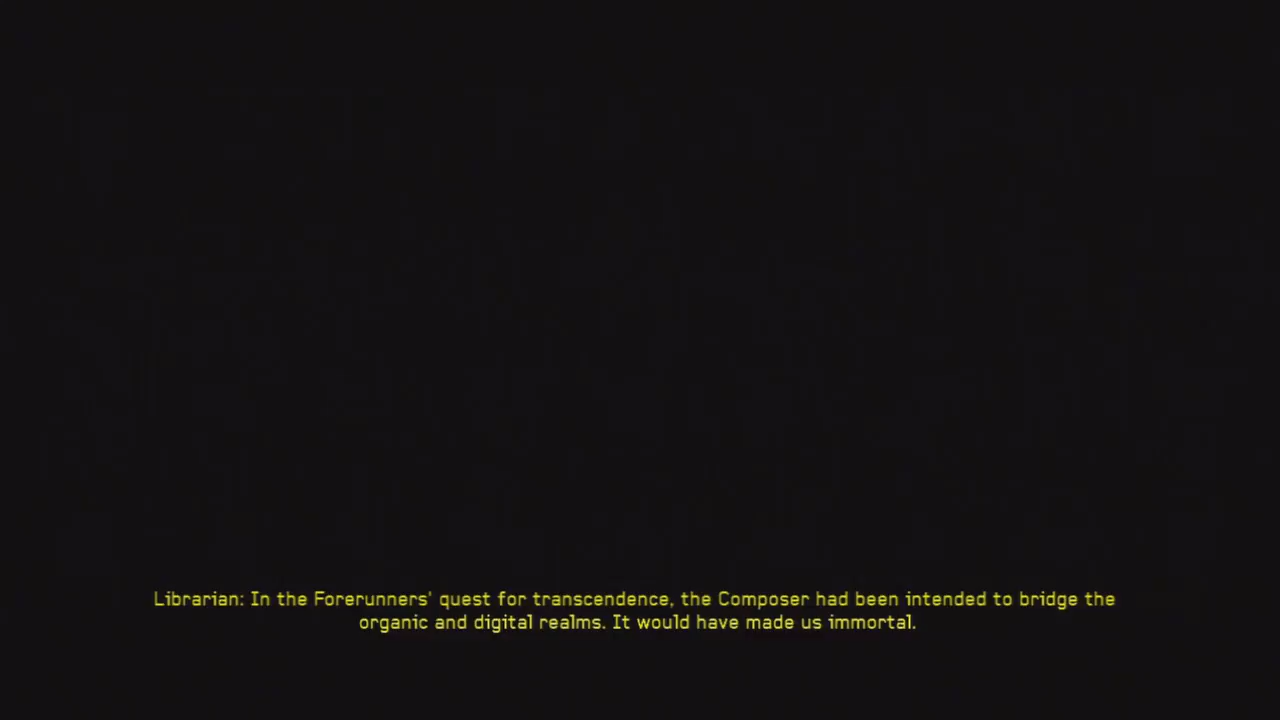 Librarian: In the Forerunners' quest for transcendence, the Composer had been intended to bridge the
organic and digital realms. It would have made us immortal.